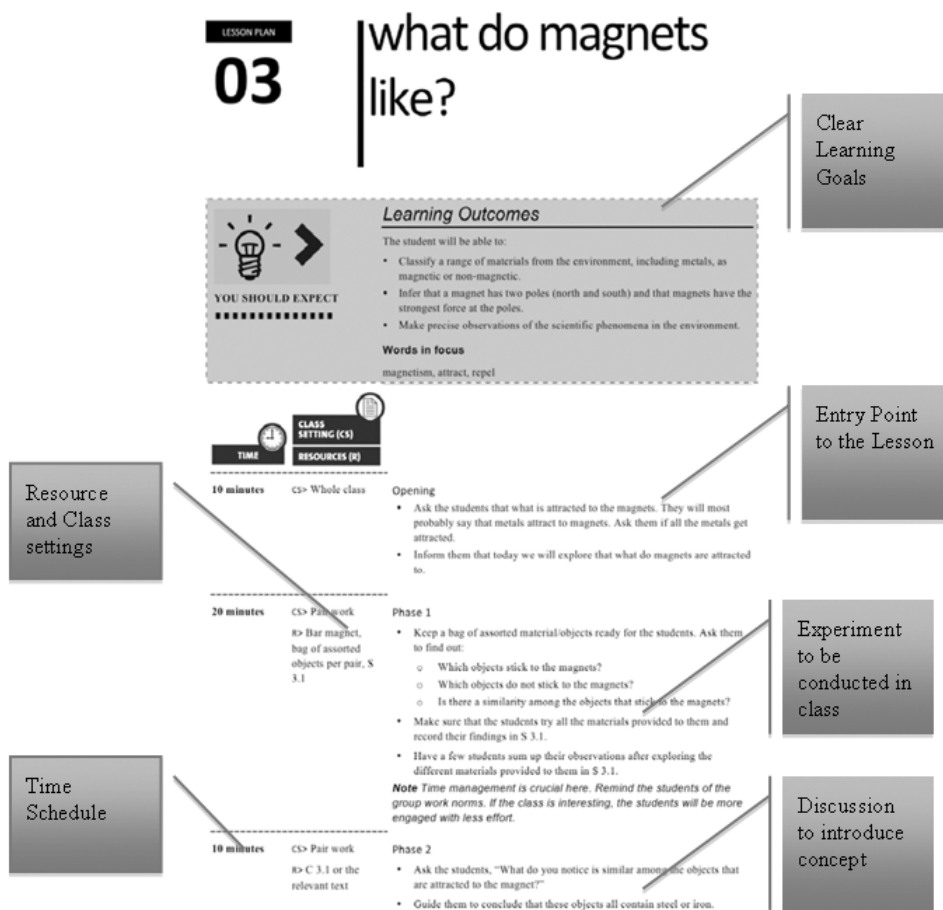 LESSON PLAN
03
what do magnets
like?
Clear
Learning
Goals
Learning Outcomes
The student will be able to:
• Classify a range of materials from the environment, including metals, as
magnetic or non-magnetic.
• Infer that a magnet has two poles (north and south) and that magnets have the
strongest force at the poles.
• Make precise observations of the scientific phenomena in the environment.
YOU SHOULD EXPECT
Words in focus
magnetism, attract, repel
Entry Point
to the Lesson
TIME
CLASS
SETTING (CS)
RESOURCES (R)
Resource
and Class
settings
10 minutes
CS> Whole class
Opening
• Ask the students that what is attracted to the magnets. They will most
probably say that metals attract to magnets. Ask them if all the metals get
attracted.
• Inform them that today we will explore that what do magnets are attracted
to.
20 minutes
CS> Pair work
R> Bar magnet,
bag of assorted
objects per pair, S
3.1
Phase 1
• Keep a bag of assorted material/objects ready for the students. Ask them
to find out:
o Which objects stick to the magnets?
o Which objects do not stick to the magnets?
o Is there a similarity among the objects that stick to the magnets?
• Make sure that the students try all the materials provided to them and
record their findings in S 3.1.
• Have a few students sum up their observations after exploring the
different materials provided to them in S 3.1.
Note Time management is crucial here. Remind the students of the
group work norms. If the class is interesting, the students will be more
engaged with less effort.
Experiment
to be
conducted in
class
Time
Schedule
10 minutes
CS> Pair work
R> C 3.1 or the
relevant text
Phase 2
• Ask the students, “What do you notice is similar among the objects that
are attracted to the magnet?”
• Guide them to conclude that these objects all contain steel or iron.
Discussion
to introduce
concept